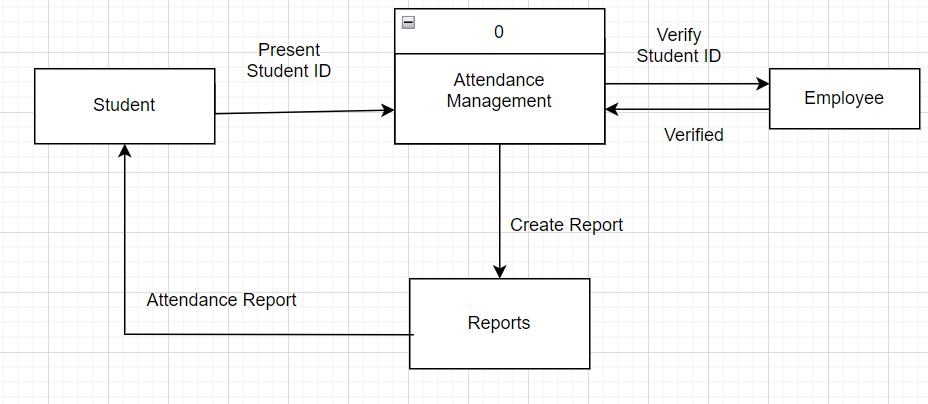 0
Present
Student ID
Verify
Student ID
Attendance
Management
Student
Employee
Verified
Create Report
Attendance Report
Reports